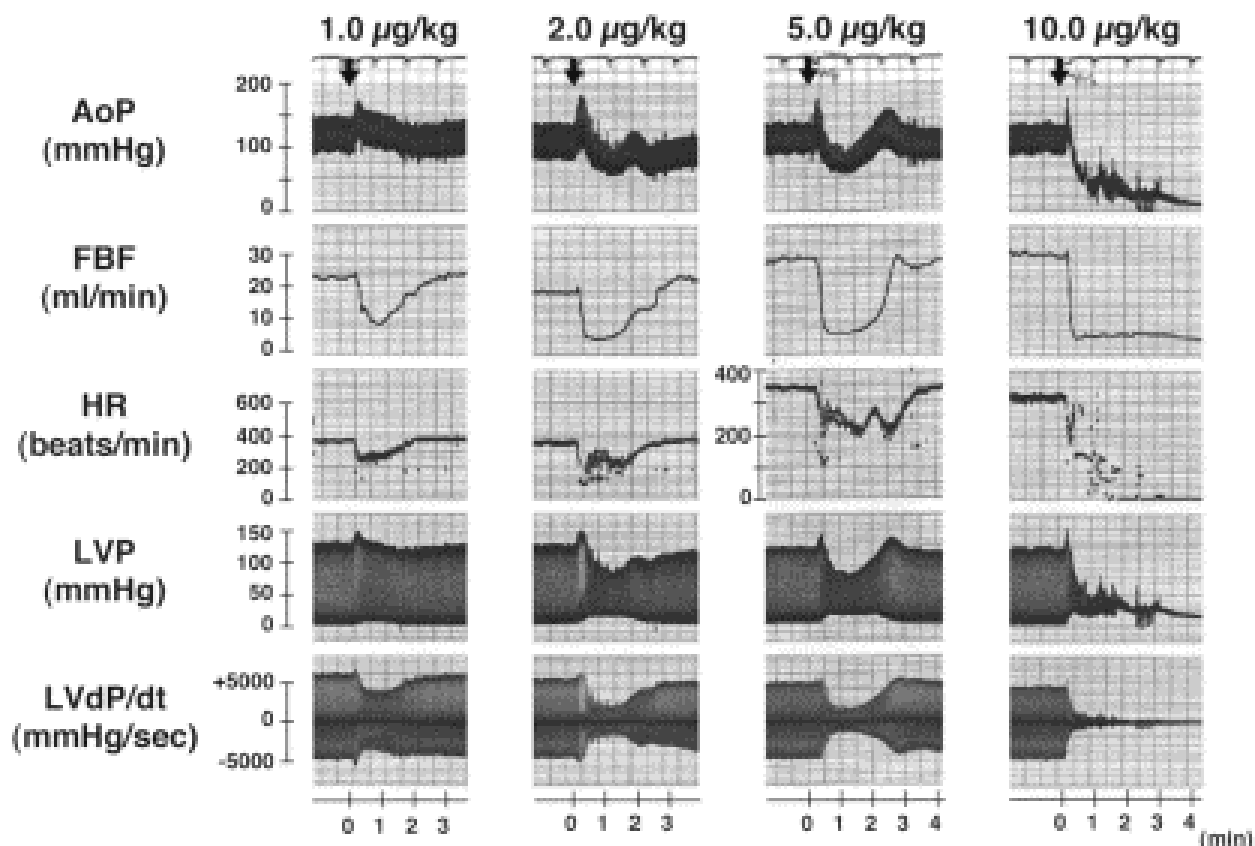 1.0 µg/kg 2.0 µg/kg 5.0 µg/kg 10.0 µg/kg
AoP
(mmHg)
200
100
0
FBF
(ml/min)
30
20
10
0
HR
(beats/min)
600
400
200
0
400
200
0
LVP
(mmHg)
150
100
50
0
LVdP/dt
(mmHg/sec)
+5000
0
-5000
0 1 2 3 0 1 2 3 0 1 2 3 4 0 1 2 3 4
(min)